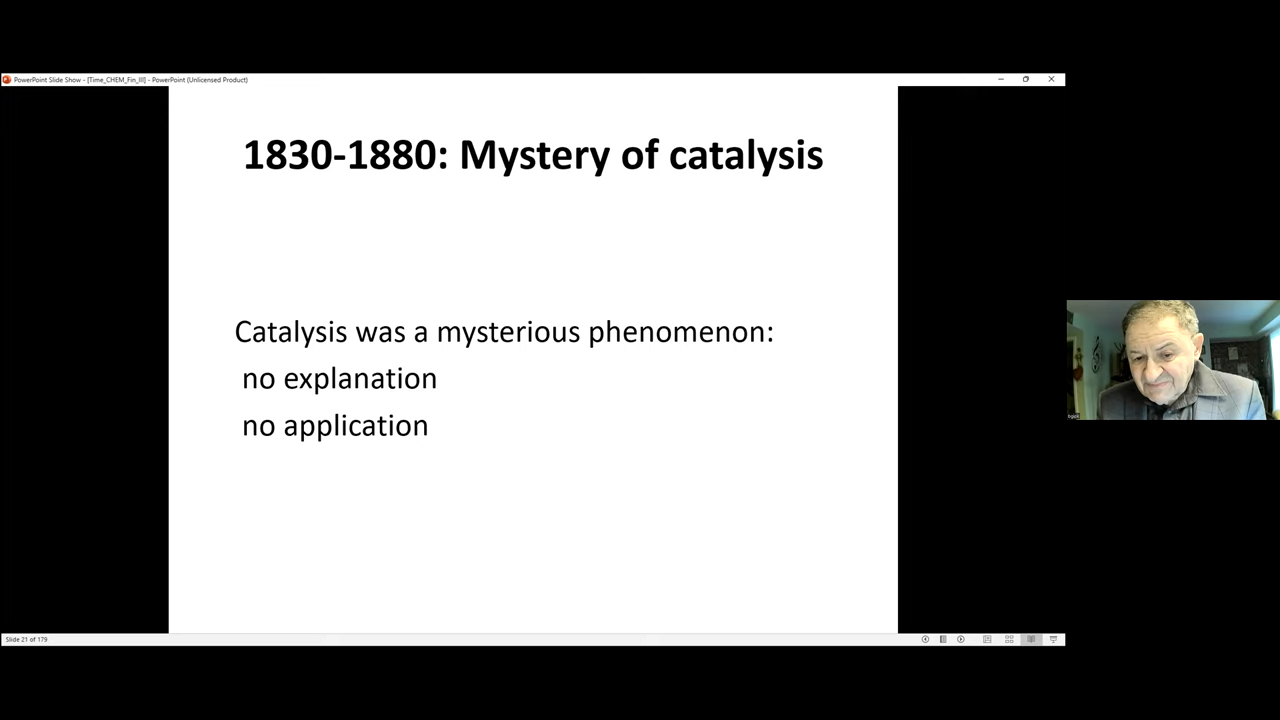 PowerPoint Slide Show - [Time_CHEM_Fin_III] - PowerPoint (Unlicensed Product)
1830-1880: Mystery of catalysis
Catalysis was a mysterious phenomenon:
no explanation
no application
Slide 21 of 179